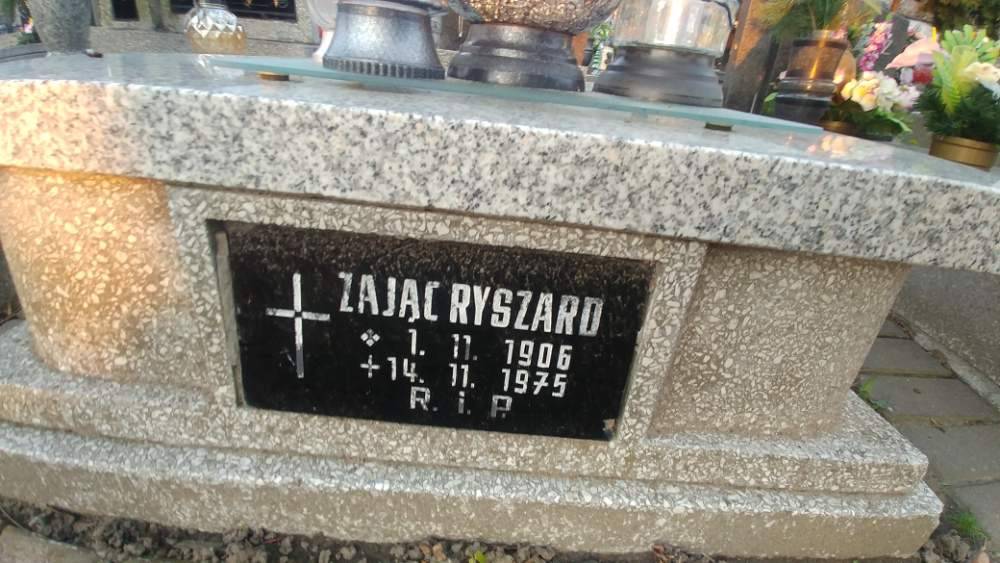 ZAJĄC RYSZARD
1. 11. 1906
+ 14. 11. 1975
R. i. P.